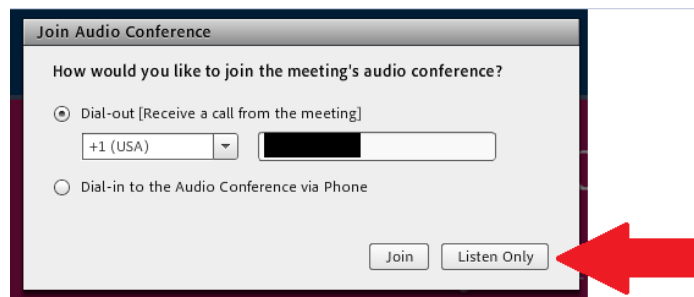 Join Audio Conference
How would you like to join the meeting's audio conference?
Dial-out [Receive a call from the meeting]
+1 (USA)
Dial-in to the Audio Conference via Phone
Join Listen Only